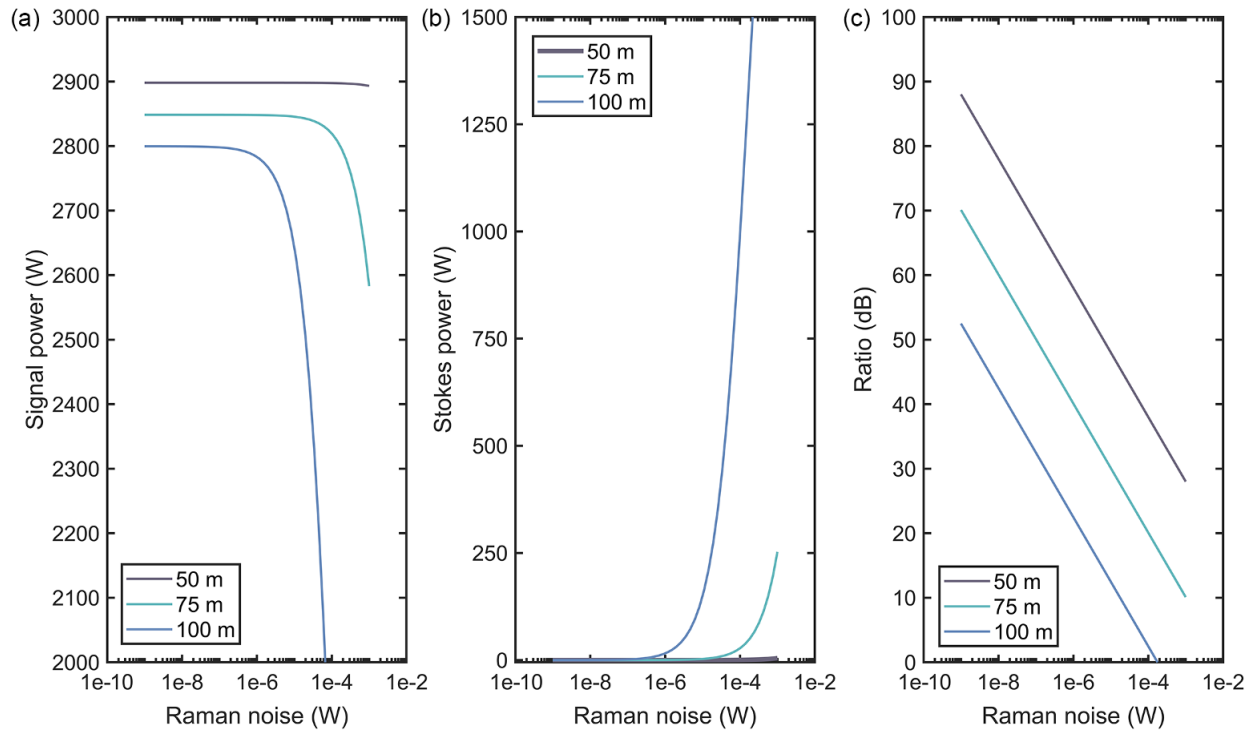 (a)
3000
2900
2800
2700
2600
2500
2400
2300
2200
2100
2000
Signal power (W)
50 m
75 m
100 m
1e-10
1e-8
1e-6
1e-4
1e-2
Raman noise (W)
(b)
1500
1250
1000
750
500
250
0
Stokes power (W)
50 m
75 m
100 m
1e-10
1e-8
1e-6
1e-4
1e-2
Raman noise (W)
(c)
100
90
80
70
60
50
40
30
20
10
0
Ratio (dB)
50 m
75 m
100 m
1e-10
1e-8
1e-6
1e-4
1e-2
Raman noise (W)